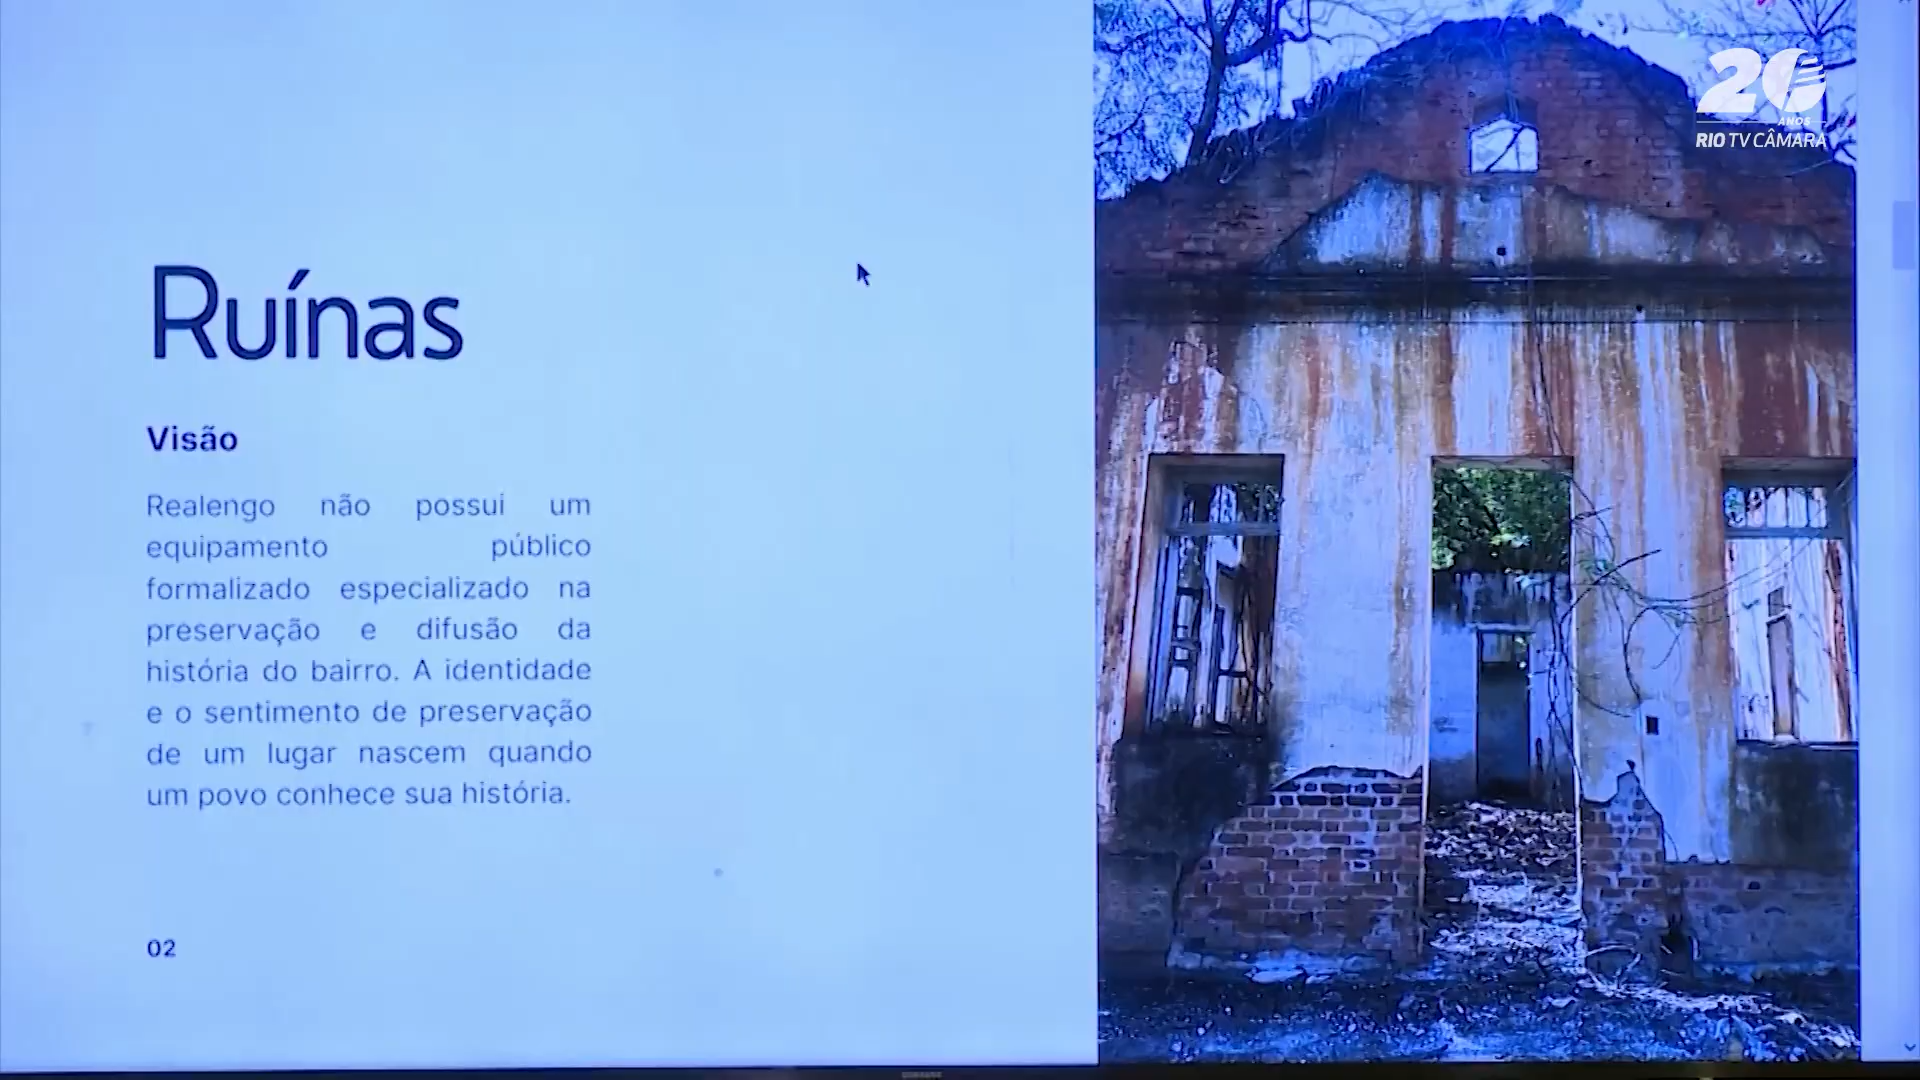 20
ANOS
RIO TV CÂMARA
Ruínas
Visão
Realengo não possui um
equipamento público
formalizado especializado na
preservação e difusão da
história do bairro. A identidade
e o sentimento de preservação
de um lugar nascem quando
um povo conhece sua história.
02